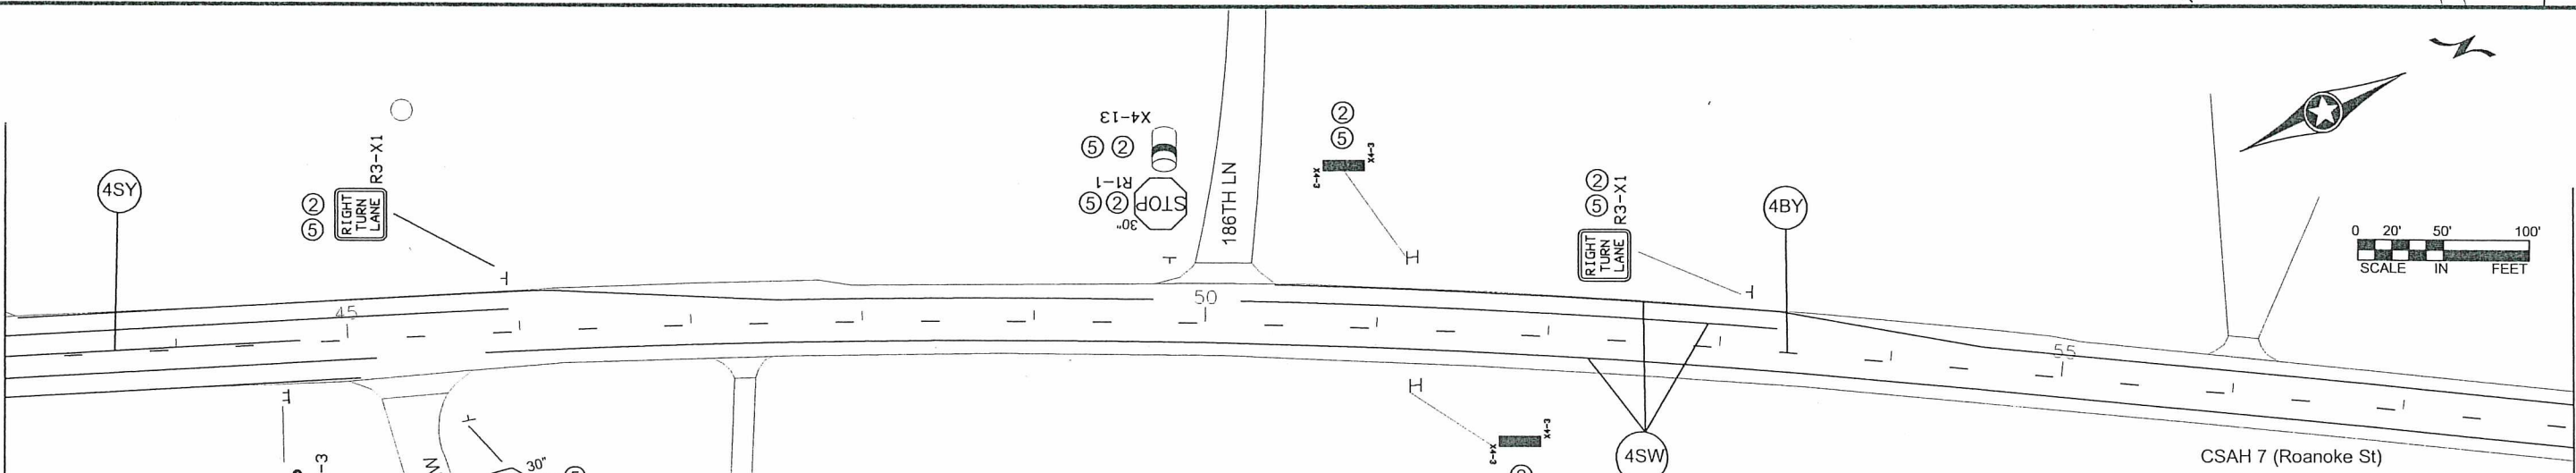 4SY
2
5
RIGHT
TURN
LANE
R3-X1
45
X4-13
5 2
R1-1
5 2
STOP
30"
186TH LN
50
2
5
X4-3
X4-3
2
5
R3-X1
RIGHT
TURN
LANE
4BY
55
0 20' 50' 100'
SCALE IN FEET
30"
X4-3
X4-3
4SW
CSAH 7 (Roanoke St)